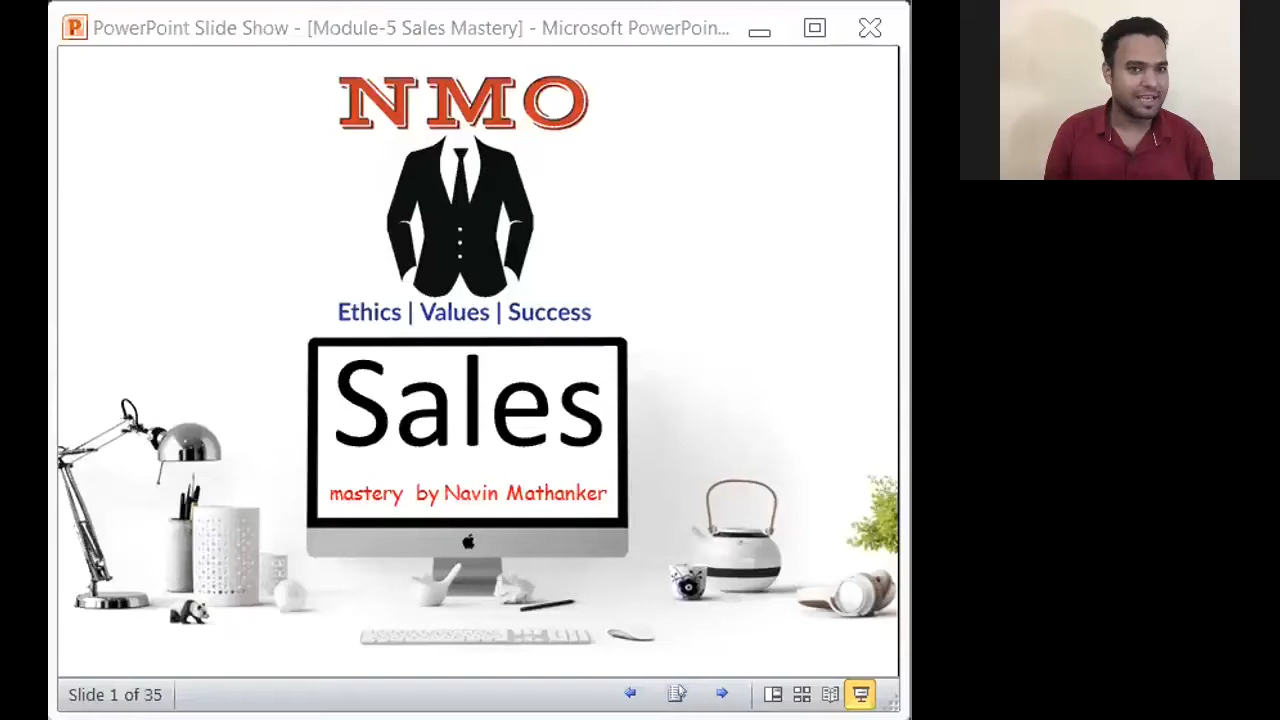 PowerPoint Slide Show - [Module-5 Sales Mastery] - Microsoft PowerPoin...
NMO
Ethics | Values | Success
Sales
mastery by Navin Mathanker
Slide 1 of 35